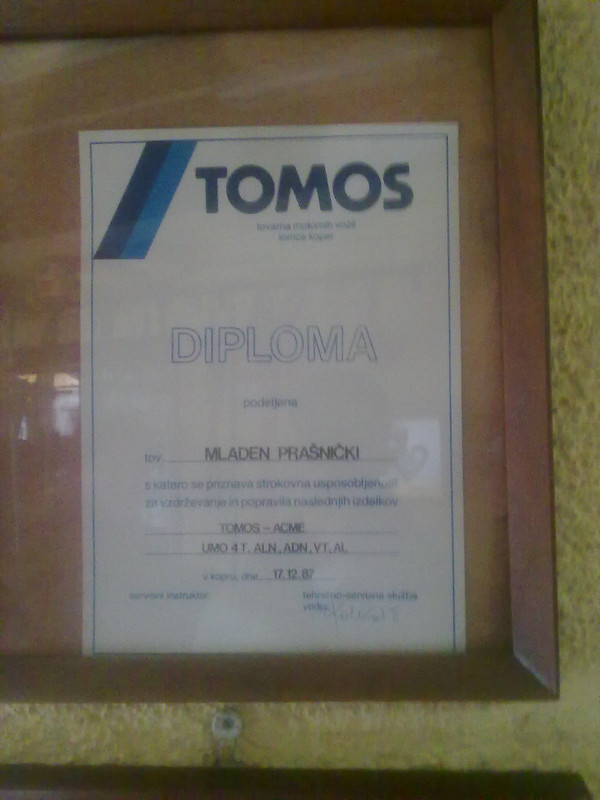 TOMOS
tovarna motornih vozil
tomos koper
DIPLOMA
podeljena
tov. MLADEN PRAŠNIČKI
s katero se priznava strokovna usposobljenost
za vzdrževanje in popravila naslednjih izdelkov
TOMOS - ACME
UMO 4 T. ALN, ADN, VT, AL
v kopru, dne 17.12.87
servisni instruktor
tehnično-servisna služba
vodja: